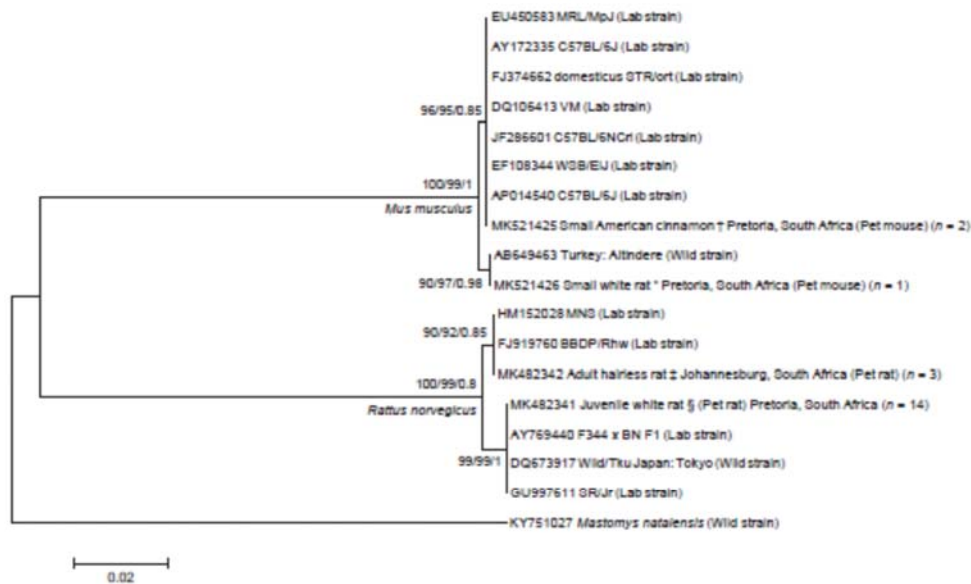 EU450583 MRL/MpJ (Lab strain)
AY172335 C57BL/6J (Lab strain)
FJ374662 domesticus STR/ort (Lab strain)
96/95/0.85
DQ106413 VM (Lab strain)
JF286601 C57BL/6NCrl (Lab strain)
EF108344 WSB/EiJ (Lab strain)
100/99/1
AP014540 C57BL/6J (Lab strain)
Mus musculus
MK521425 Small American cinnamon † Pretoria, South Africa (Pet mouse) (n = 2)
AB649463 Turkey: Altindere (Wild strain)
90/97/0.98
MK521426 Small white rat * Pretoria, South Africa (Pet mouse) (n = 1)
HM152028 MNS (Lab strain)
90/92/0.85
FJ919760 BBDP/Rhw (Lab strain)
100/99/0.8
MK482342 Adult hairless rat ‡ Johannesburg, South Africa (Pet rat) (n = 3)
Rattus norvegicus
MK482341 Juvenile white rat § (Pet rat) Pretoria, South Africa (n = 14)
AY769440 F344 x BN F1 (Lab strain)
99/99/1
DQ673917 Wild/Tku Japan: Tokyo (Wild strain)
GU997611 SR/Jr (Lab strain)
KY751027 Mastomys natalensis (Wild strain)
0.02